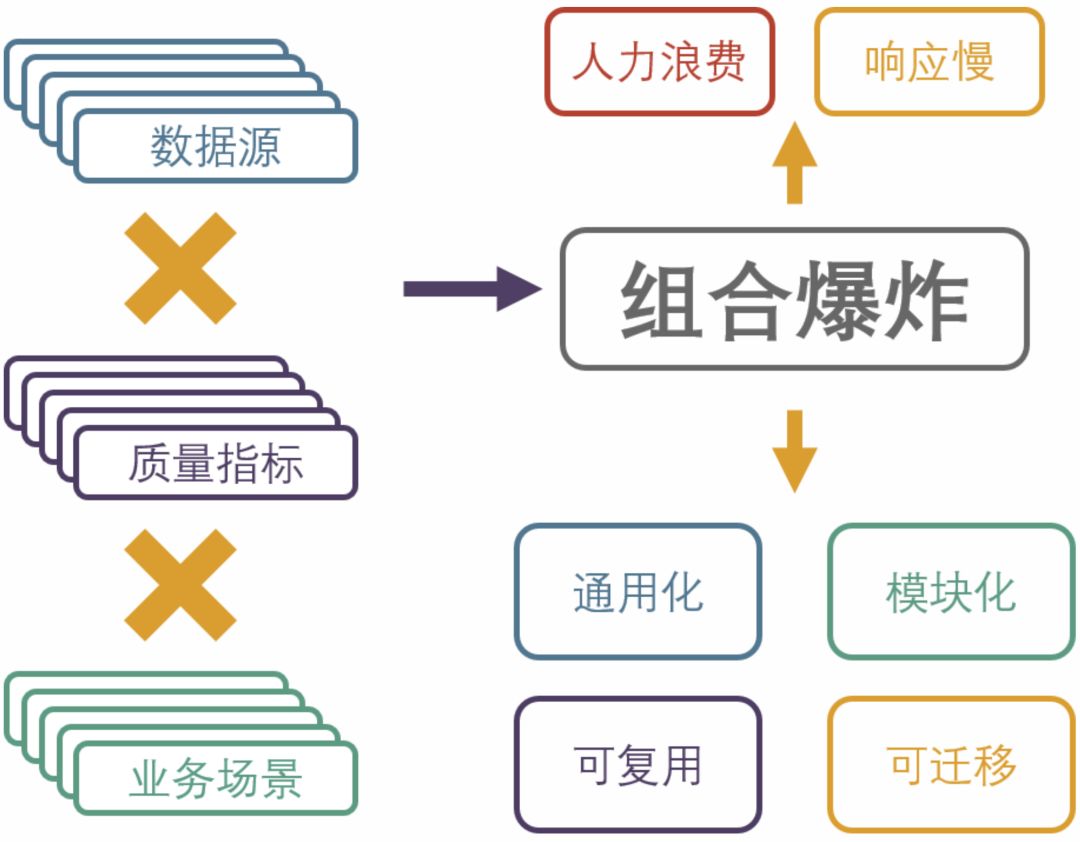 数据源
质量指标
业务场景
人力浪费
响应慢
组合爆炸
通用化
模块化
可复用
可迁移